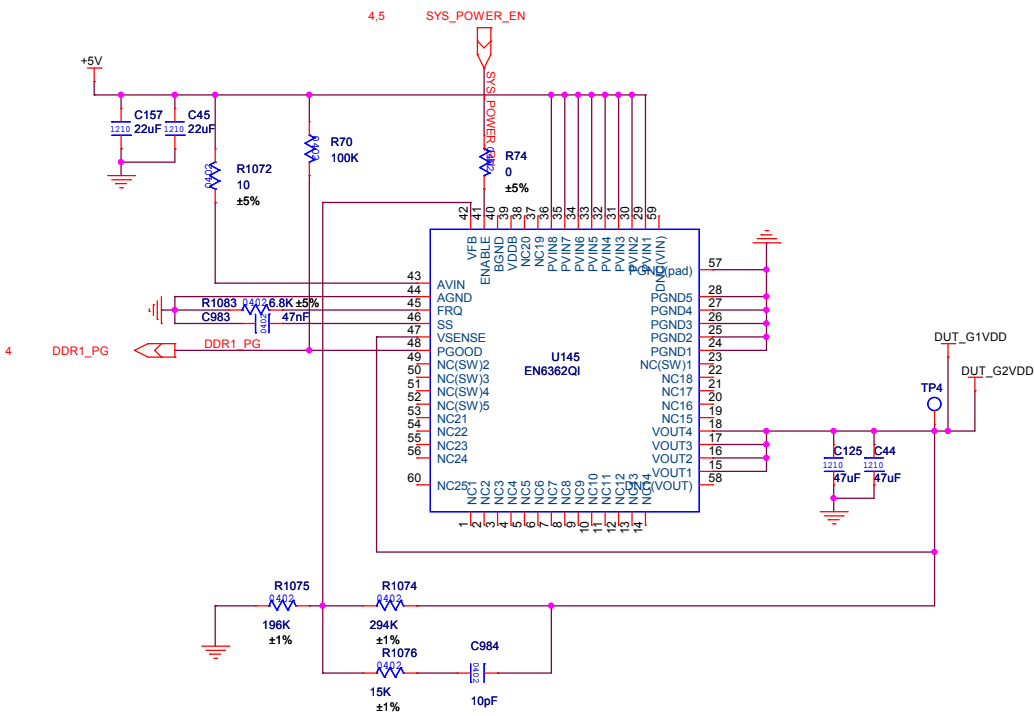 4,5 SYS_POWER_EN
+5V
SYS_POWER_EN
C157
1210 22uF
C45
1210 22uF
0402
R1072
10
±5%
0402
R70
100K
0402
R74
0
±5%
42 41 40 39 38 37 36 35 34 33 32 31 30 29 59
VFB ENABLE BGND VDDB NC20 NC19 PVIN8 PVIN7 PVIN6 PVIN5 PVIN4 PVIN3 PVIN2 PVIN1 DNC(VIN)
43 AVIN
44 AGND
R1083 0402 6.8K ±5% 45 FRQ
C983 0402 47nF 46 SS
47 VSENSE
4 DDR1_PG DDR1_PG 48 PGOOD
49 NC(SW)2
50 NC(SW)3
51 NC(SW)4
52 NC(SW)5
53 NC21
54 NC22
55 NC23
56 NC24
60 NC25
U145
EN6362QI
PGND(pad) 57
PGND5 28
PGND4 27
PGND3 26
PGND2 25
PGND1 24
NC(SW)1 23
NC18 22
NC17 21
NC16 20
NC15 19
VOUT4 18
VOUT3 17
VOUT2 16
VOUT1 15
DNC(VOUT) 58
NC1 NC2 NC3 NC4 NC5 NC6 NC7 NC8 NC9 NC10 NC11 NC12 NC13 NC14
1 2 3 4 5 6 7 8 9 10 11 12 13 14
DUT_G1VDD
DUT_G2VDD
TP4
C125
1210
47uF
C44
1210
47uF
R1075
0402
196K
±1%
R1074
0402
294K
±1%
R1076
0402
15K
±1%
C984
0402
10pF